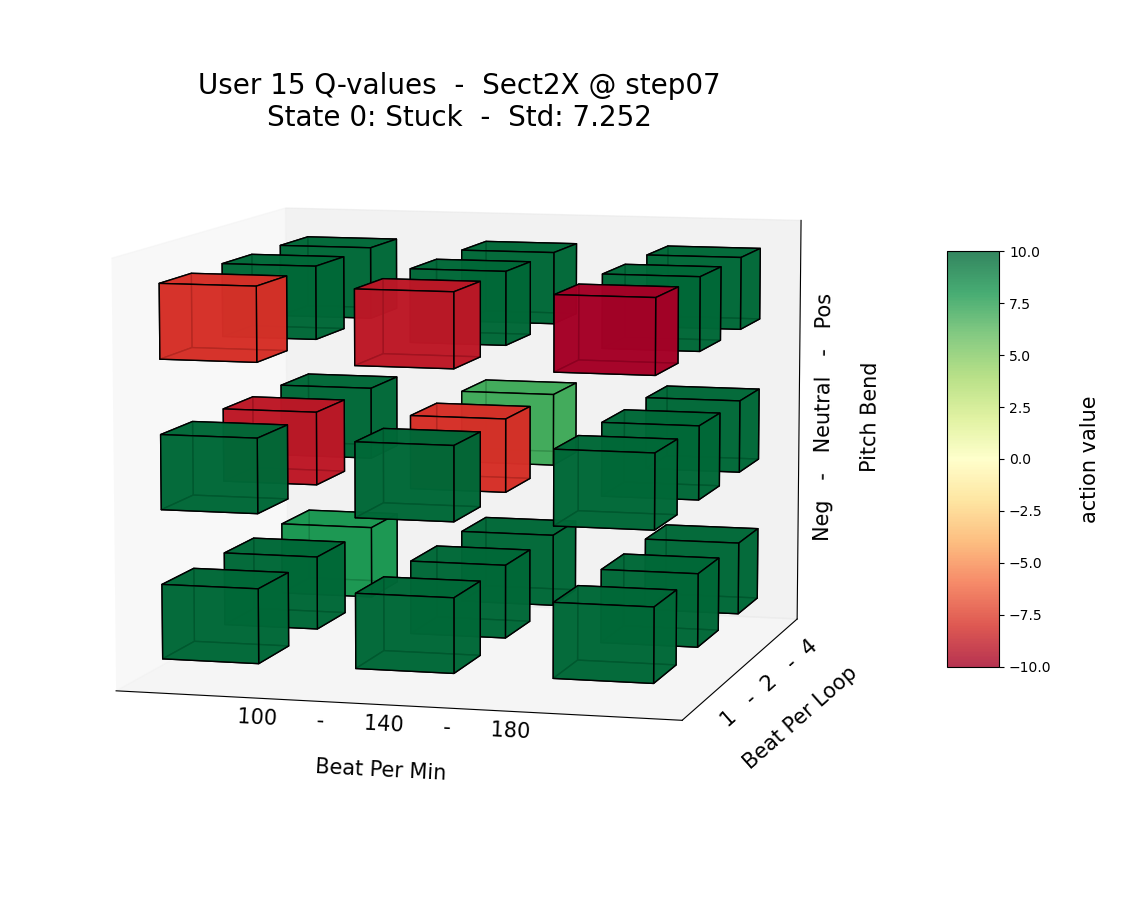 User 15 Q-values  -  Sect2X @ step07
State 0: Stuck  -  Std: 7.252
Neg   -   Neutral   -   Pos
Pitch Bend
10.0
7.5
5.0
2.5
0.0
−2.5
−5.0
−7.5
−10.0
action value
1  -  2  -  4
Beat Per Loop
100      -      140      -      180
Beat Per Min